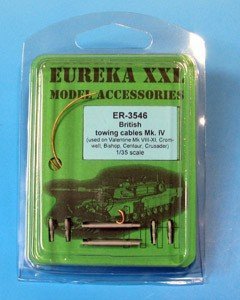 EUREKA XXL
MODEL ACCESSORIES
ER-3546
British
towing cables Mk. IV
(used on Valentine Mk VIII-XI, Crom-
well, Bishop, Centaur, Crusader)
1/35 scale